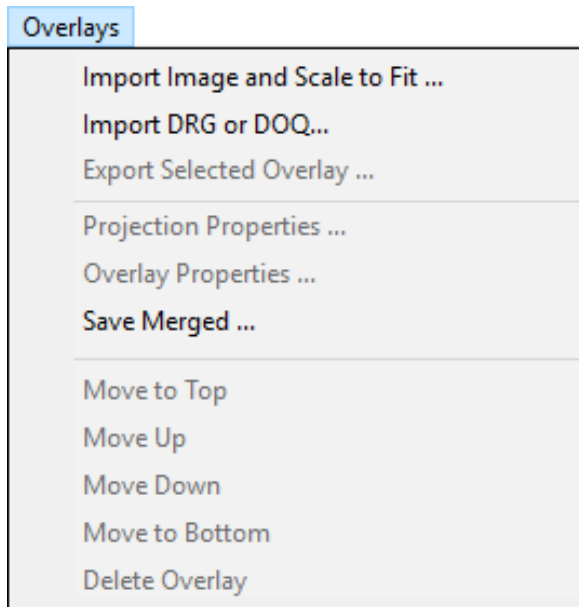 Overlays
Import Image and Scale to Fit ...
Import DRG or DOQ...
Export Selected Overlay ...
Projection Properties ...
Overlay Properties ...
Save Merged ...
Move to Top
Move Up
Move Down
Move to Bottom
Delete Overlay